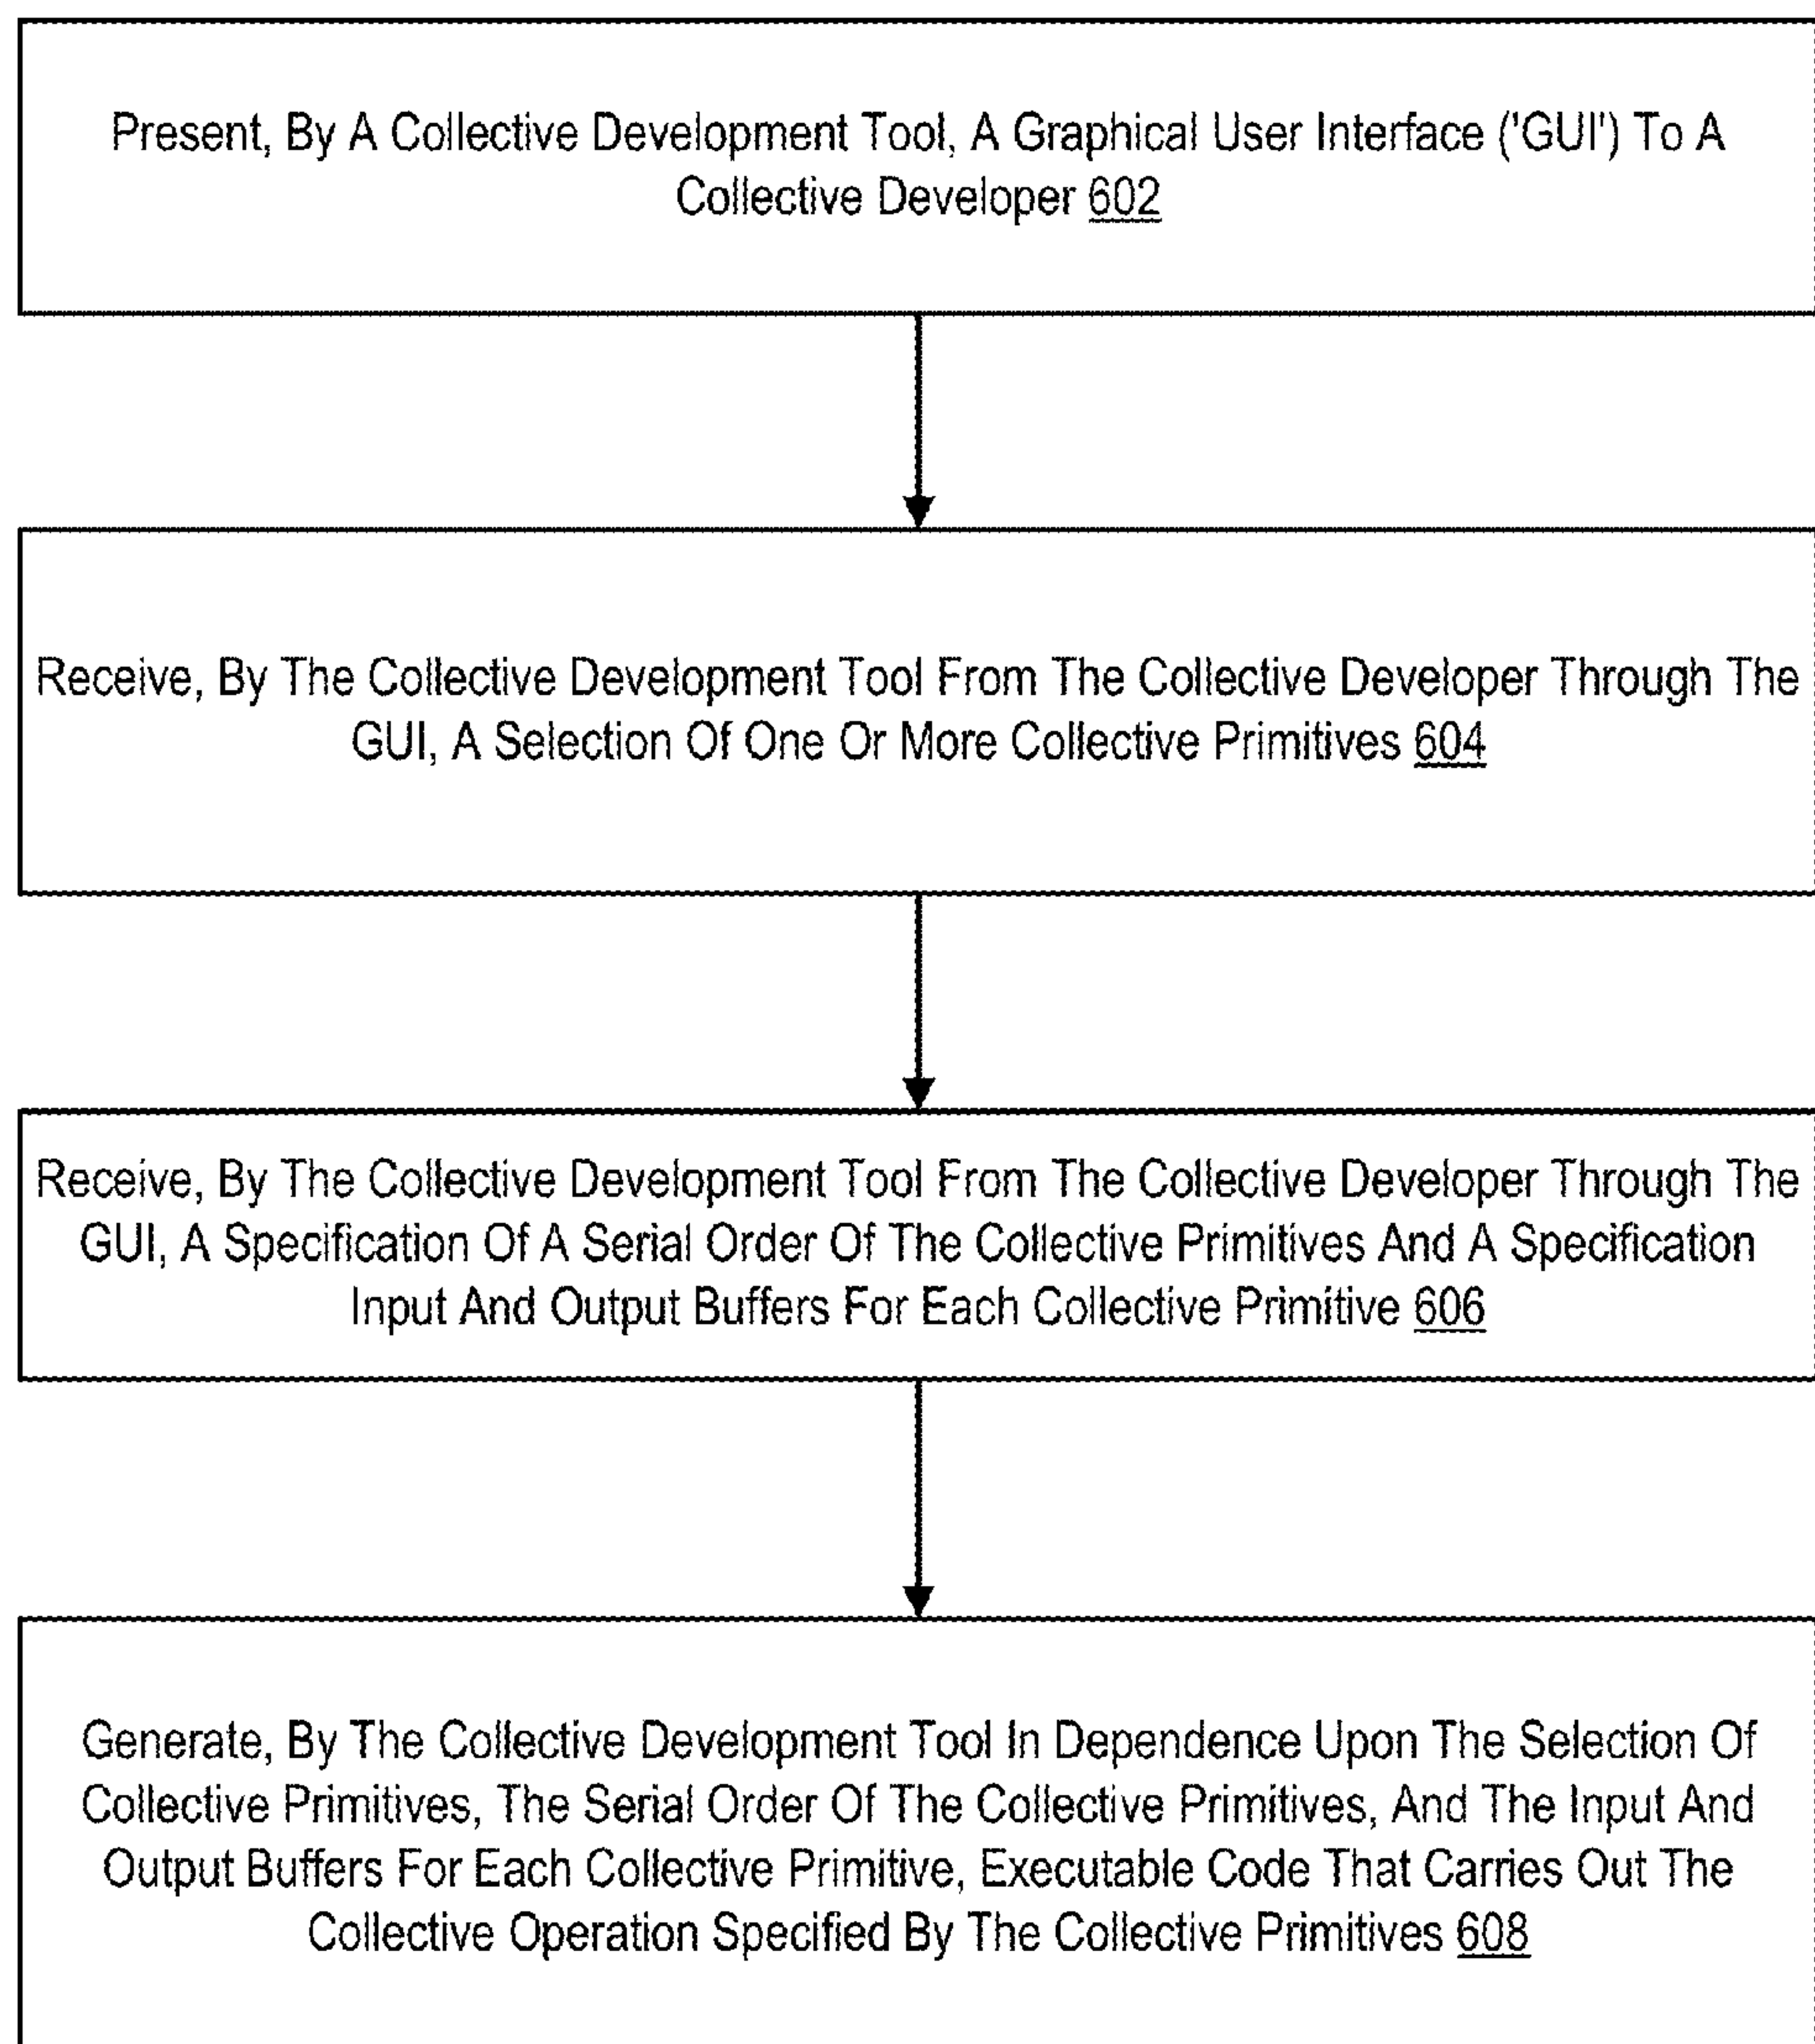 Present, By A Collective Development Tool, A Graphical User Interface ('GUI') To A
Collective Developer 602
Receive, By The Collective Development Tool From The Collective Developer Through The
GUI, A Selection Of One Or More Collective Primitives 604
Receive, By The Collective Development Tool From The Collective Developer Through The
GUI, A Specification Of A Serial Order Of The Collective Primitives And A Specification
Input And Output Buffers For Each Collective Primitive 606
Generate, By The Collective Development Tool In Dependence Upon The Selection Of
Collective Primitives, The Serial Order Of The Collective Primitives, And The Input And
Output Buffers For Each Collective Primitive, Executable Code That Carries Out The
Collective Operation Specified By The Collective Primitives 608